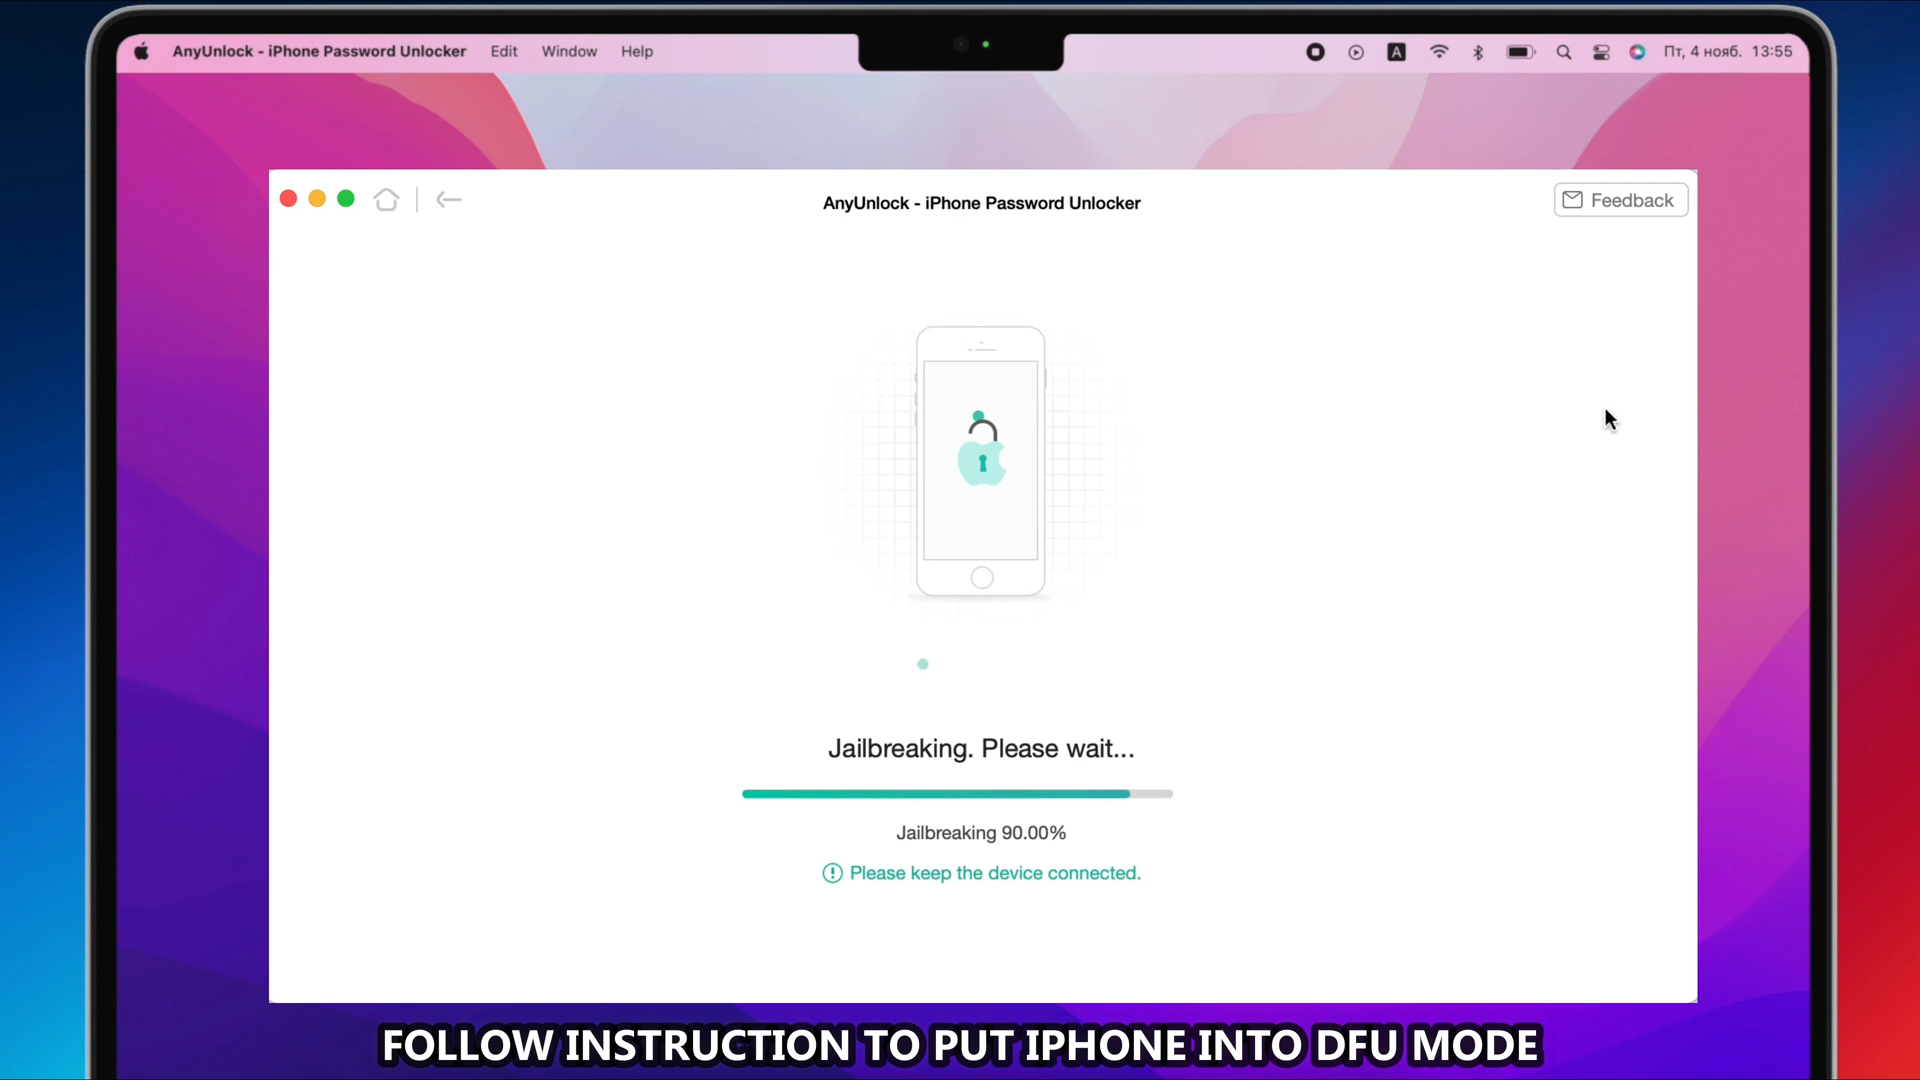 AnyUnlock - iPhone Password Unlocker Edit Window Help A Пт, 4 нояб. 13:55
AnyUnlock - iPhone Password Unlocker Feedback
Jailbreaking. Please wait...
Jailbreaking 90.00%
Please keep the device connected.
FOLLOW INSTRUCTION TO PUT IPHONE INTO DFU MODE